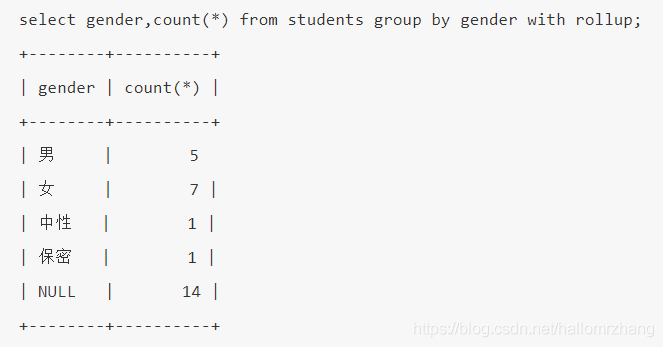 select gender,count(*) from students group by gender with rollup;
+--------+----------+
| gender | count(*) |
+--------+----------+
| 男     |        5
| 女     |        7 |
| 中性   |        1 |
| 保密   |        1 |
| NULL   |       14 |
+--------+----------+
https://blog.csdn.net/hallomrzhang